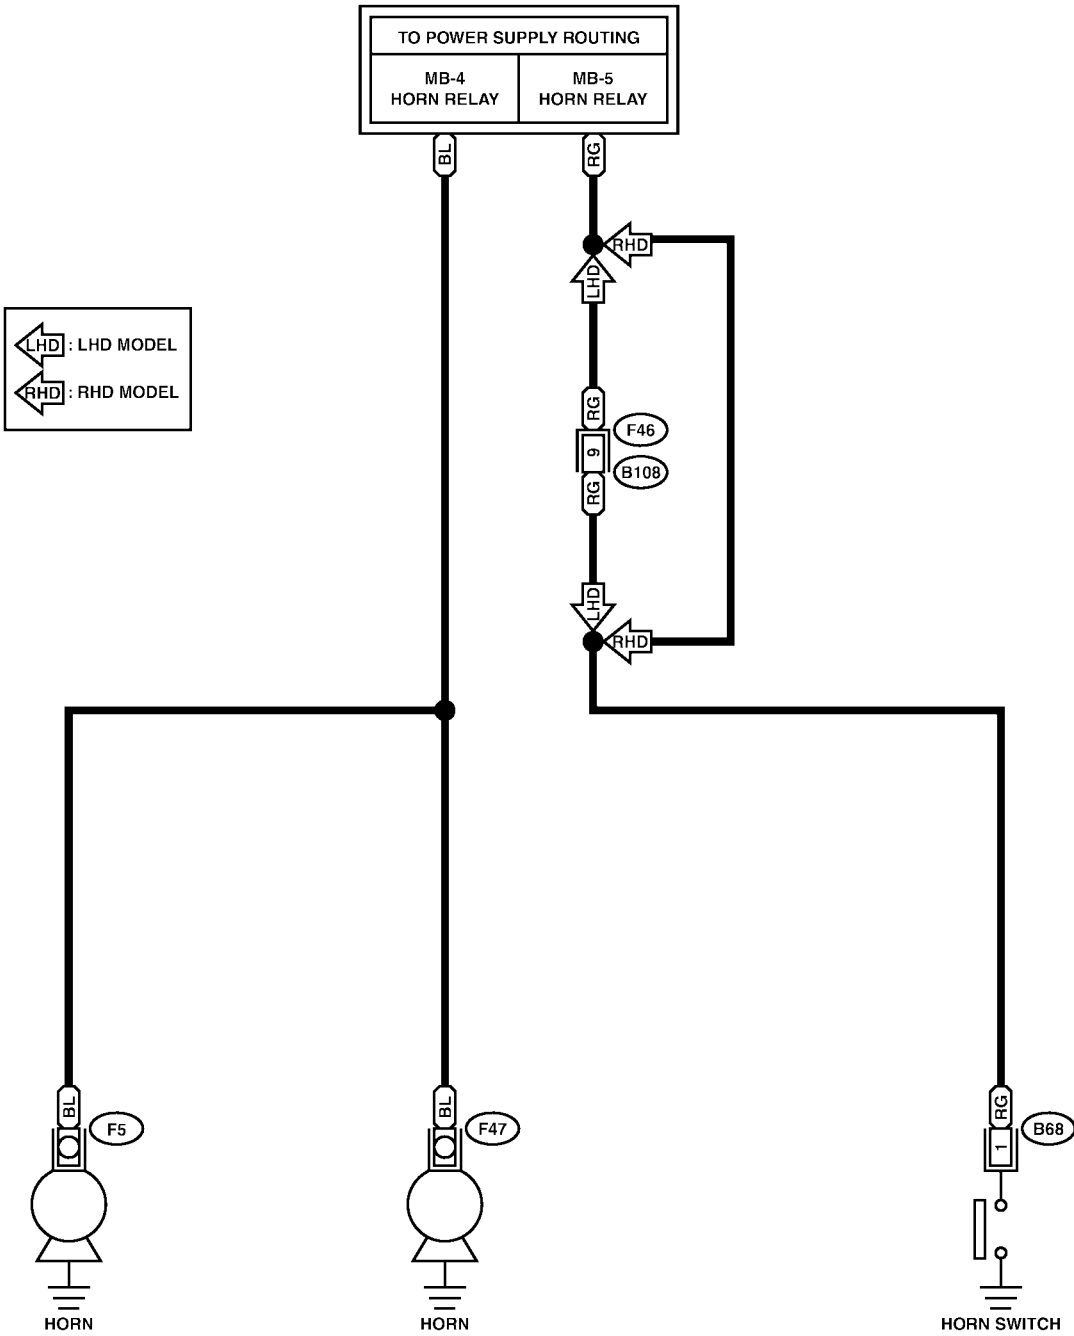 TO POWER SUPPLY ROUTING
MB-4
HORN RELAY
MB-5
HORN RELAY
BL
RG
RHD
LHD
LHD : LHD MODEL
RHD : RHD MODEL
RG
F46
9
B108
RG
LHD
RHD
BL
F5
BL
F47
RG
B68
1
HORN
HORN
HORN SWITCH